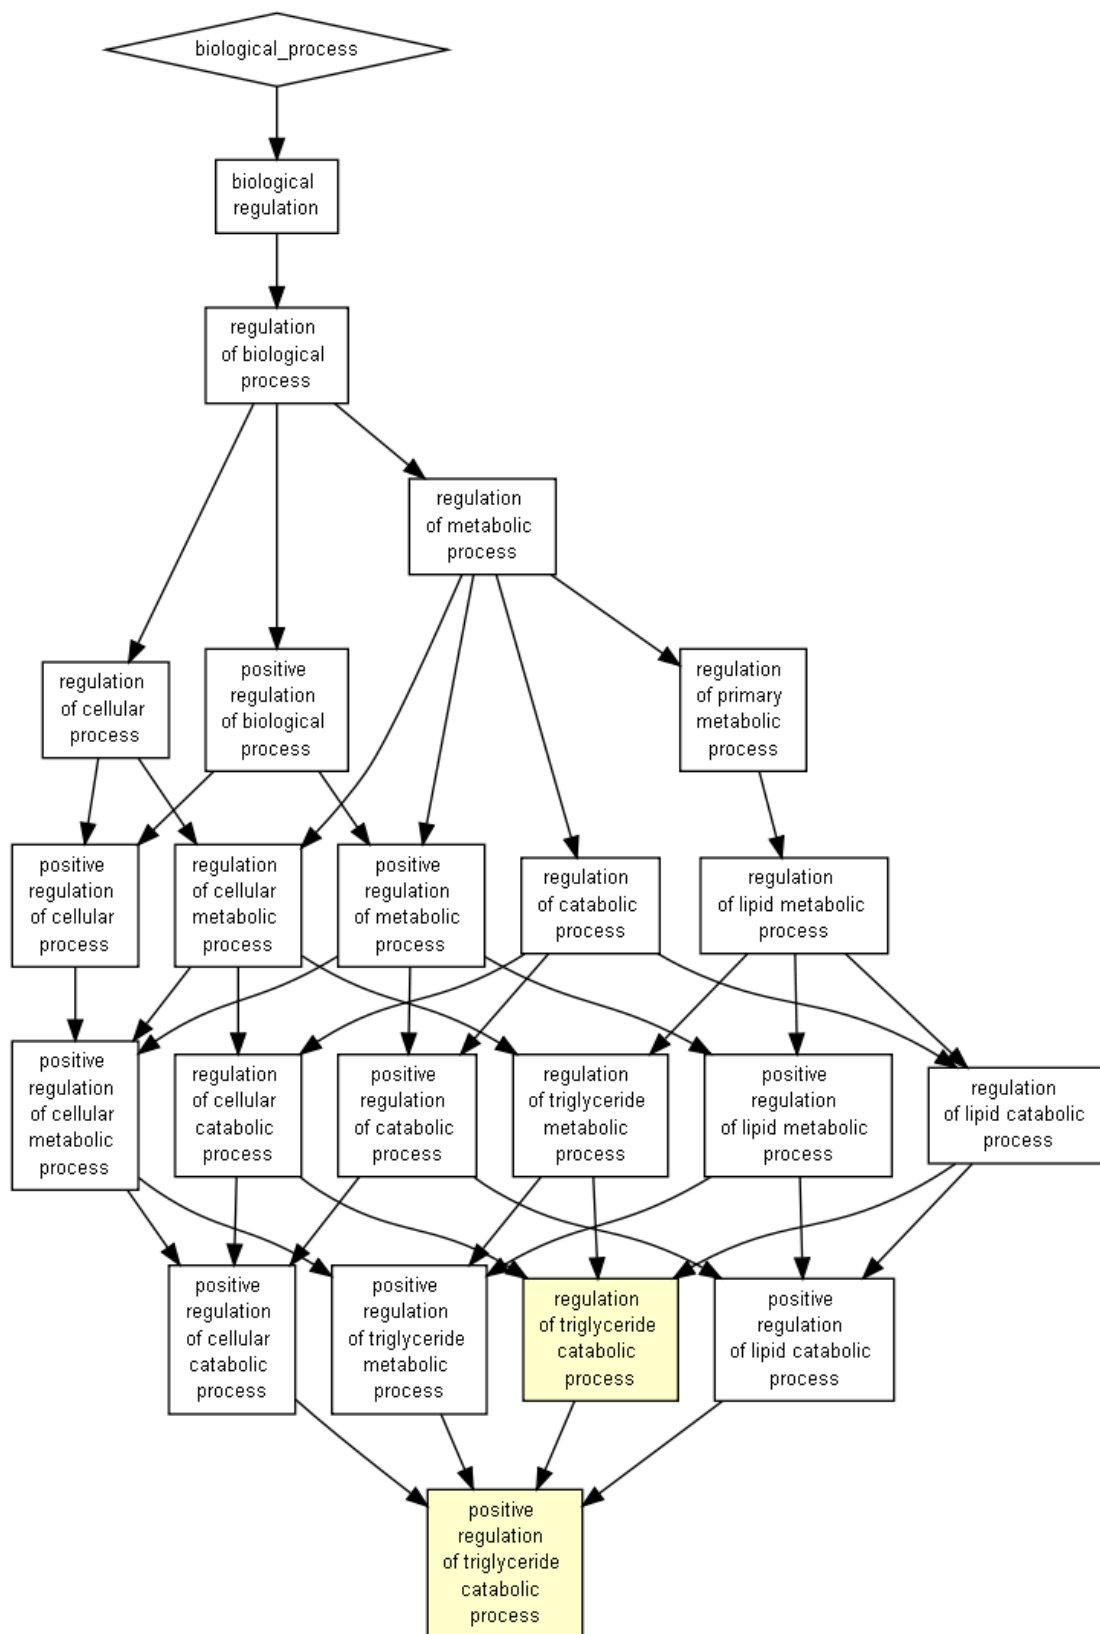 biological_process
biological
regulation
regulation
of biological
process
regulation
of metabolic
process
regulation
of cellular
process
positive
regulation
of biological
process
regulation
of primary
metabolic
process
positive
regulation
of cellular
process
regulation
of cellular
metabolic
process
positive
regulation
of metabolic
process
regulation
of catabolic
process
regulation
of lipid metabolic
process
positive
regulation
of cellular
metabolic
process
regulation
of cellular
catabolic
process
positive
regulation
of catabolic
process
regulation
of triglyceride
metabolic
process
positive
regulation
of lipid metabolic
process
regulation
of lipid catabolic
process
positive
regulation
of cellular
catabolic
process
positive
regulation
of triglyceride
metabolic
process
regulation
of triglyceride
catabolic
process
positive
regulation
of lipid catabolic
process
positive
regulation
of triglyceride
catabolic
process